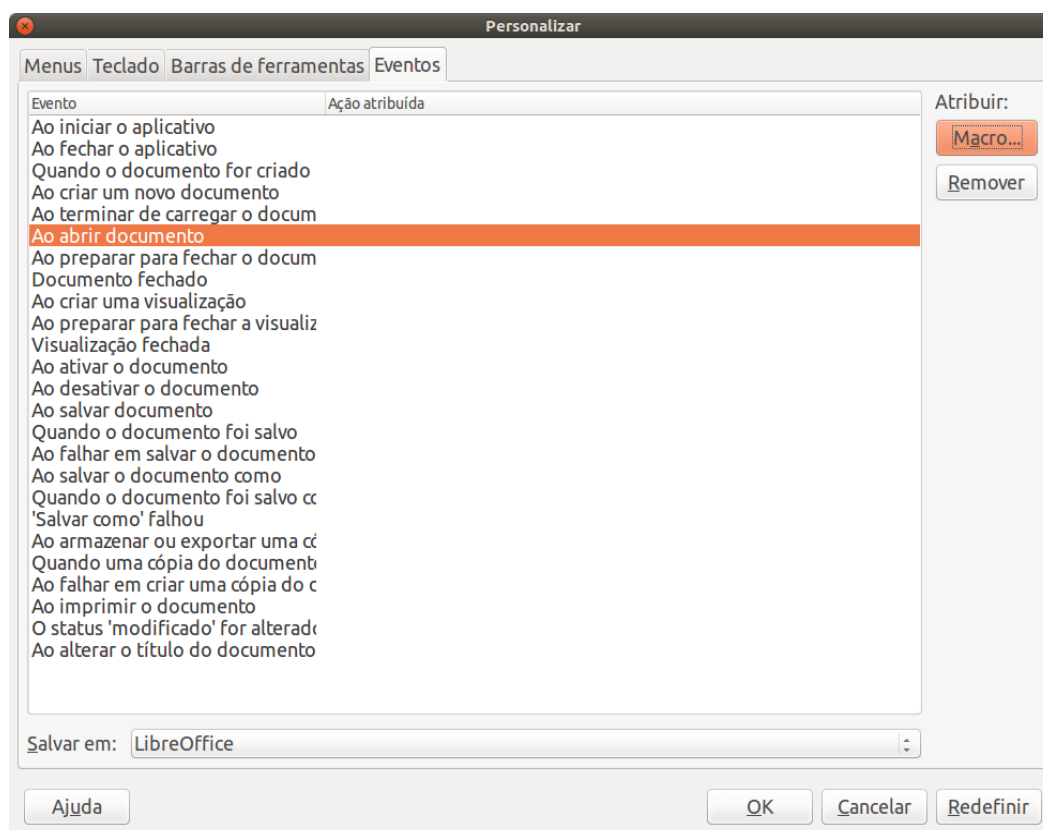 Personalizar
Menus Teclado Barras de ferramentas Eventos
Evento Ação atribuída
Atribuir:
Ao iniciar o aplicativo
Macro...
Ao fechar o aplicativo
Quando o documento for criado
Remover
Ao criar um novo documento
Ao terminar de carregar o docum
Ao abrir documento
Ao preparar para fechar o docum
Documento fechado
Ao criar uma visualização
Ao preparar para fechar a visualiz
Visualização fechada
Ao ativar o documento
Ao desativar o documento
Ao salvar documento
Quando o documento foi salvo
Ao falhar em salvar o documento
Ao salvar o documento como
Quando o documento foi salvo co
'Salvar como' falhou
Ao armazenar ou exportar uma có
Quando uma cópia do document
Ao falhar em criar uma cópia do c
Ao imprimir o documento
O status 'modificado' for alterad
Ao alterar o título do documento
Salvar em: LibreOffice
Ajuda OK Cancelar Redefinir